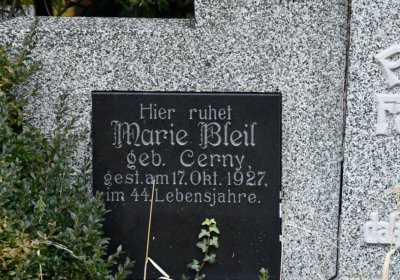 Hier ruhet
Marie Bleil
geb. Cerny,
gest. am 17. Okt. 1927,
im 44. Lebensjahre.